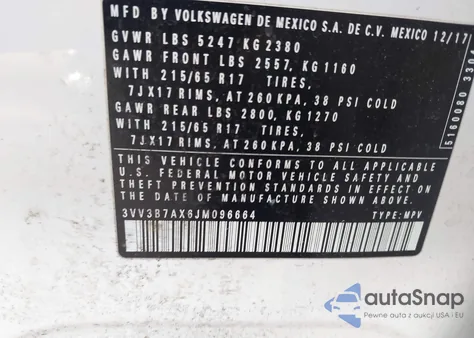 MFD BY VOLKSWAGEN DE MEXICO S.A. DE C.V. MEXICO 12/17
GVWR LBS 5247 KG 2380
GAWR FRONT LBS 2557, KG 1160
WITH 215/65 R17 TIRES,
7JX17 RIMS, AT 260 KPA, 38 PSI COLD
GAWR REAR LBS 2800, KG 1270
WITH 215/65 R17 TIRES,
7JX17 RIMS, AT 260 KPA, 38 PSI COLD
THIS VEHICLE CONFORMS TO ALL APPLICABLE
U.S. FEDERAL MOTOR VEHICLE SAFETY AND
THEFT PREVENTION STANDARDS IN EFFECT ON
THE DATE OF MANUFACTURE SHOWN ABOVE.
3VV3B7AX6JM096664 TYPE: MPV
5160080 330
autoSnap
Pewne auta z aukcji USA i EU